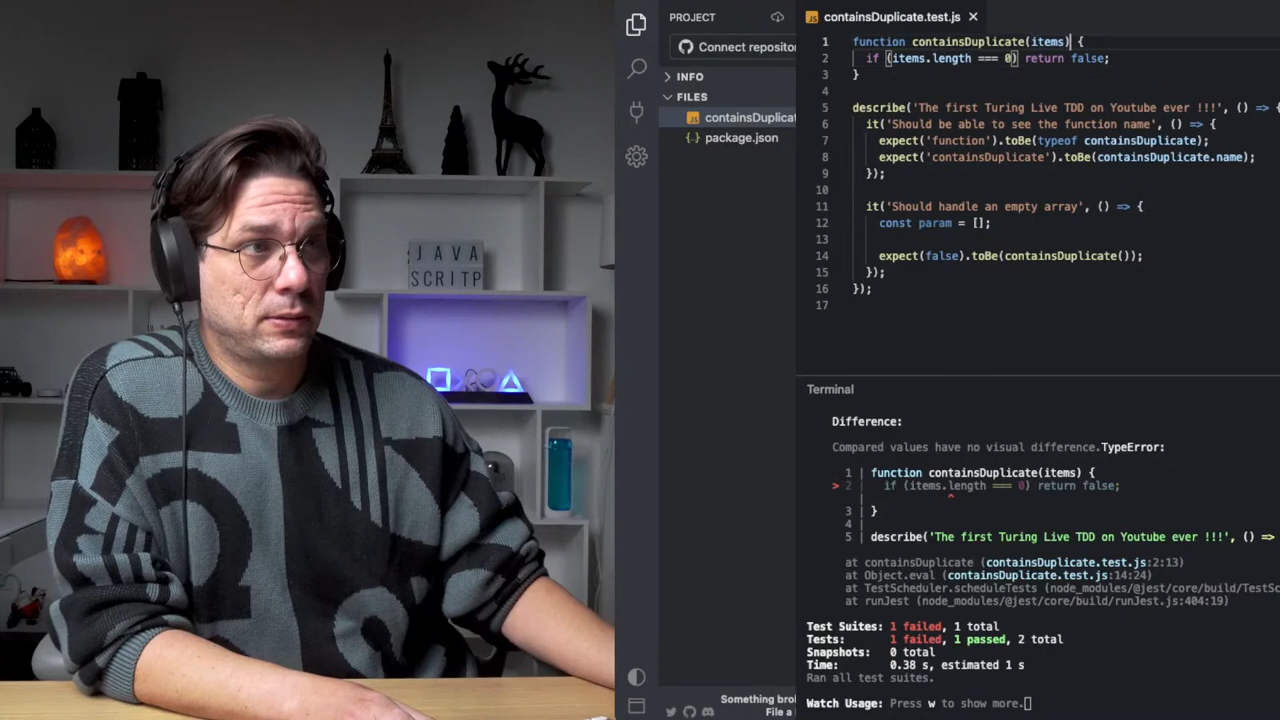 JAVA
SCRITP
PROJECT
Connect reposito
INFO
FILES
containsDuplicat
package.json
containsDuplicate.test.js
1 function containsDuplicate(items) {
2 if (items.length === 0) return false;
3 }
4
5 describe('The first Turing Live TDD on Youtube ever !!!', () => {
6 it('Should be able to see the function name', () => {
7 expect('function').toBe(typeof containsDuplicate);
8 expect('containsDuplicate').toBe(containsDuplicate.name);
9 });
10
11 it('Should handle an empty array', () => {
12 const param = [];
13
14 expect(false).toBe(containsDuplicate());
15 });
16 });
17
Terminal
Difference:
Compared values have no visual difference.TypeError:
1 | function containsDuplicate(items) {
> 2 | if (items.length === 0) return false;
| ^
3 | }
4 |
5 | describe('The first Turing Live TDD on Youtube ever !!!', () =>
at containsDuplicate (containsDuplicate.test.js:2:13)
at Object.eval (containsDuplicate.test.js:14:24)
at TestScheduler.scheduleTests (node_modules/@jest/core/build/TestSc
at runJest (node_modules/@jest/core/build/runJest.js:404:19)
Test Suites: 1 failed, 1 total
Tests: 1 failed, 1 passed, 2 total
Snapshots: 0 total
Time: 0.38 s, estimated 1 s
Ran all test suites.
Watch Usage: Press w to show more.
Something bro
File a